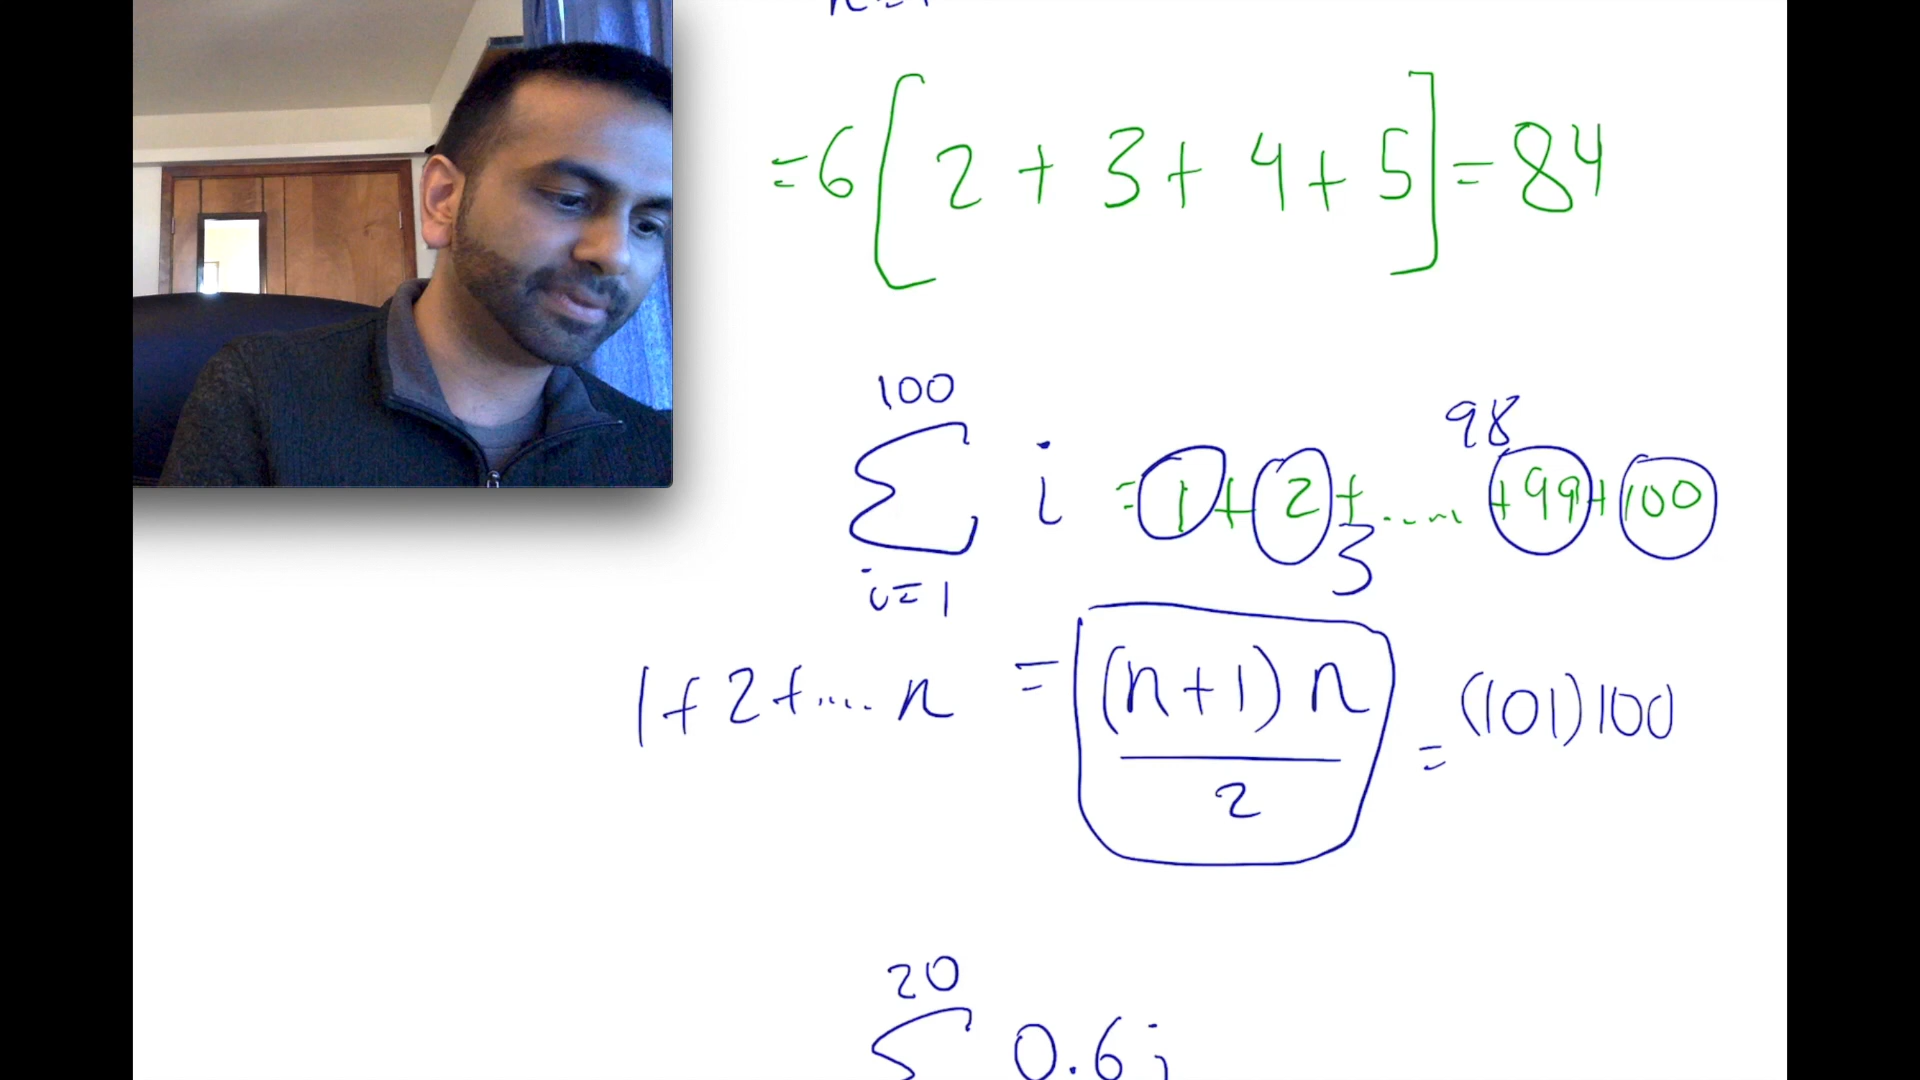 =6[2+3+4+5]=84
100
98
∑ i =1+2+.....+99+100
3
i=1
1+2+....n = (n+1)n = (101)100
2
20
∑ 0.6i